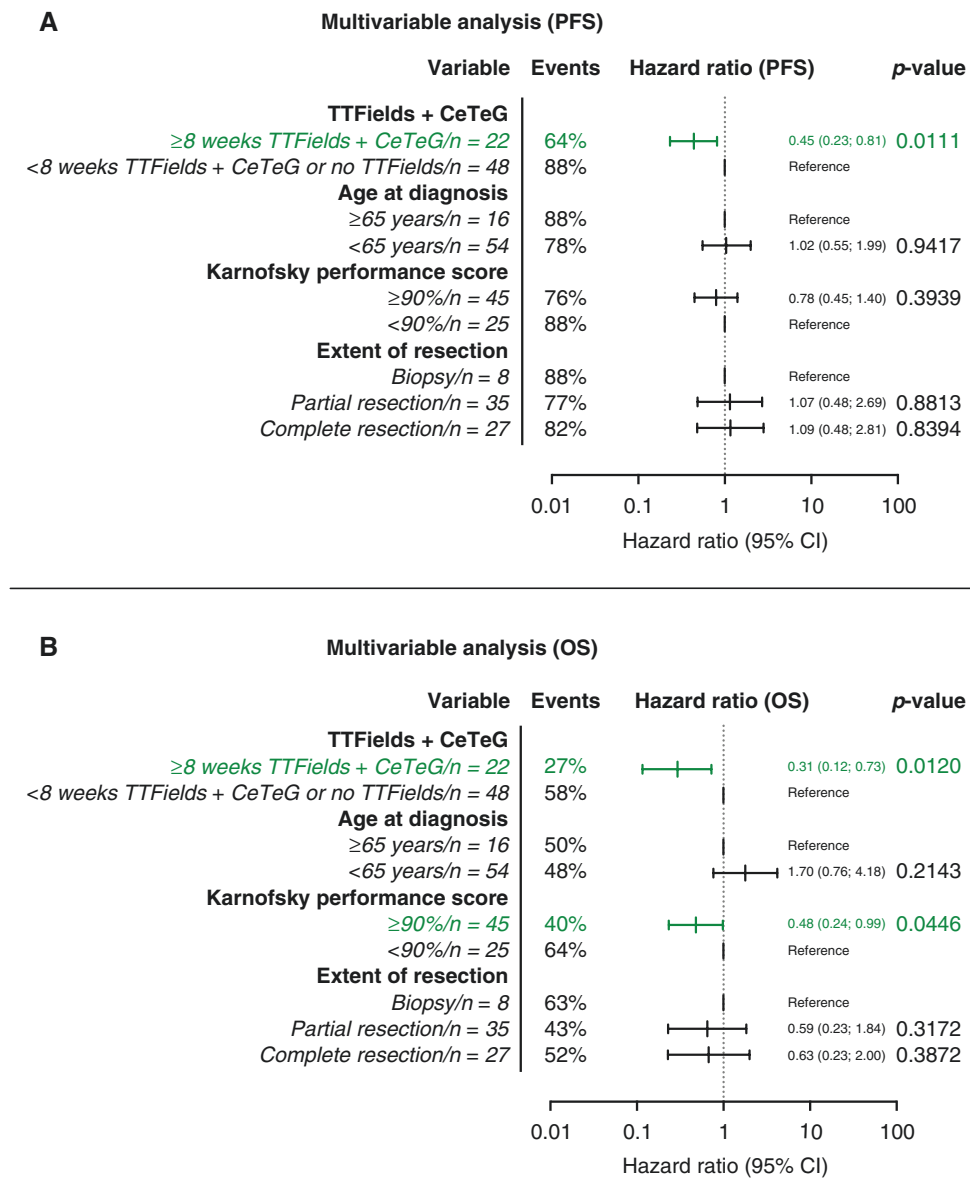 A Multivariable analysis (PFS)
Variable Events Hazard ratio (PFS) p-value
TTFields + CeTeG
≥8 weeks TTFields + CeTeG/n = 22 64% 0.45 (0.23; 0.81) 0.0111
<8 weeks TTFields + CeTeG or no TTFields/n = 48 88% Reference
Age at diagnosis
≥65 years/n = 16 88% Reference
<65 years/n = 54 78% 1.02 (0.55; 1.99) 0.9417
Karnofsky performance score
≥90%/n = 45 76% 0.78 (0.45; 1.40) 0.3939
<90%/n = 25 88% Reference
Extent of resection
Biopsy/n = 8 88% Reference
Partial resection/n = 35 77% 1.07 (0.48; 2.69) 0.8813
Complete resection/n = 27 82% 1.09 (0.48; 2.81) 0.8394
0.01 0.1 1 10 100
Hazard ratio (95% CI)
B Multivariable analysis (OS)
Variable Events Hazard ratio (OS) p-value
TTFields + CeTeG
≥8 weeks TTFields + CeTeG/n = 22 27% 0.31 (0.12; 0.73) 0.0120
<8 weeks TTFields + CeTeG or no TTFields/n = 48 58% Reference
Age at diagnosis
≥65 years/n = 16 50% Reference
<65 years/n = 54 48% 1.70 (0.76; 4.18) 0.2143
Karnofsky performance score
≥90%/n = 45 40% 0.48 (0.24; 0.99) 0.0446
<90%/n = 25 64% Reference
Extent of resection
Biopsy/n = 8 63% Reference
Partial resection/n = 35 43% 0.59 (0.23; 1.84) 0.3172
Complete resection/n = 27 52% 0.63 (0.23; 2.00) 0.3872
0.01 0.1 1 10 100
Hazard ratio (95% CI)